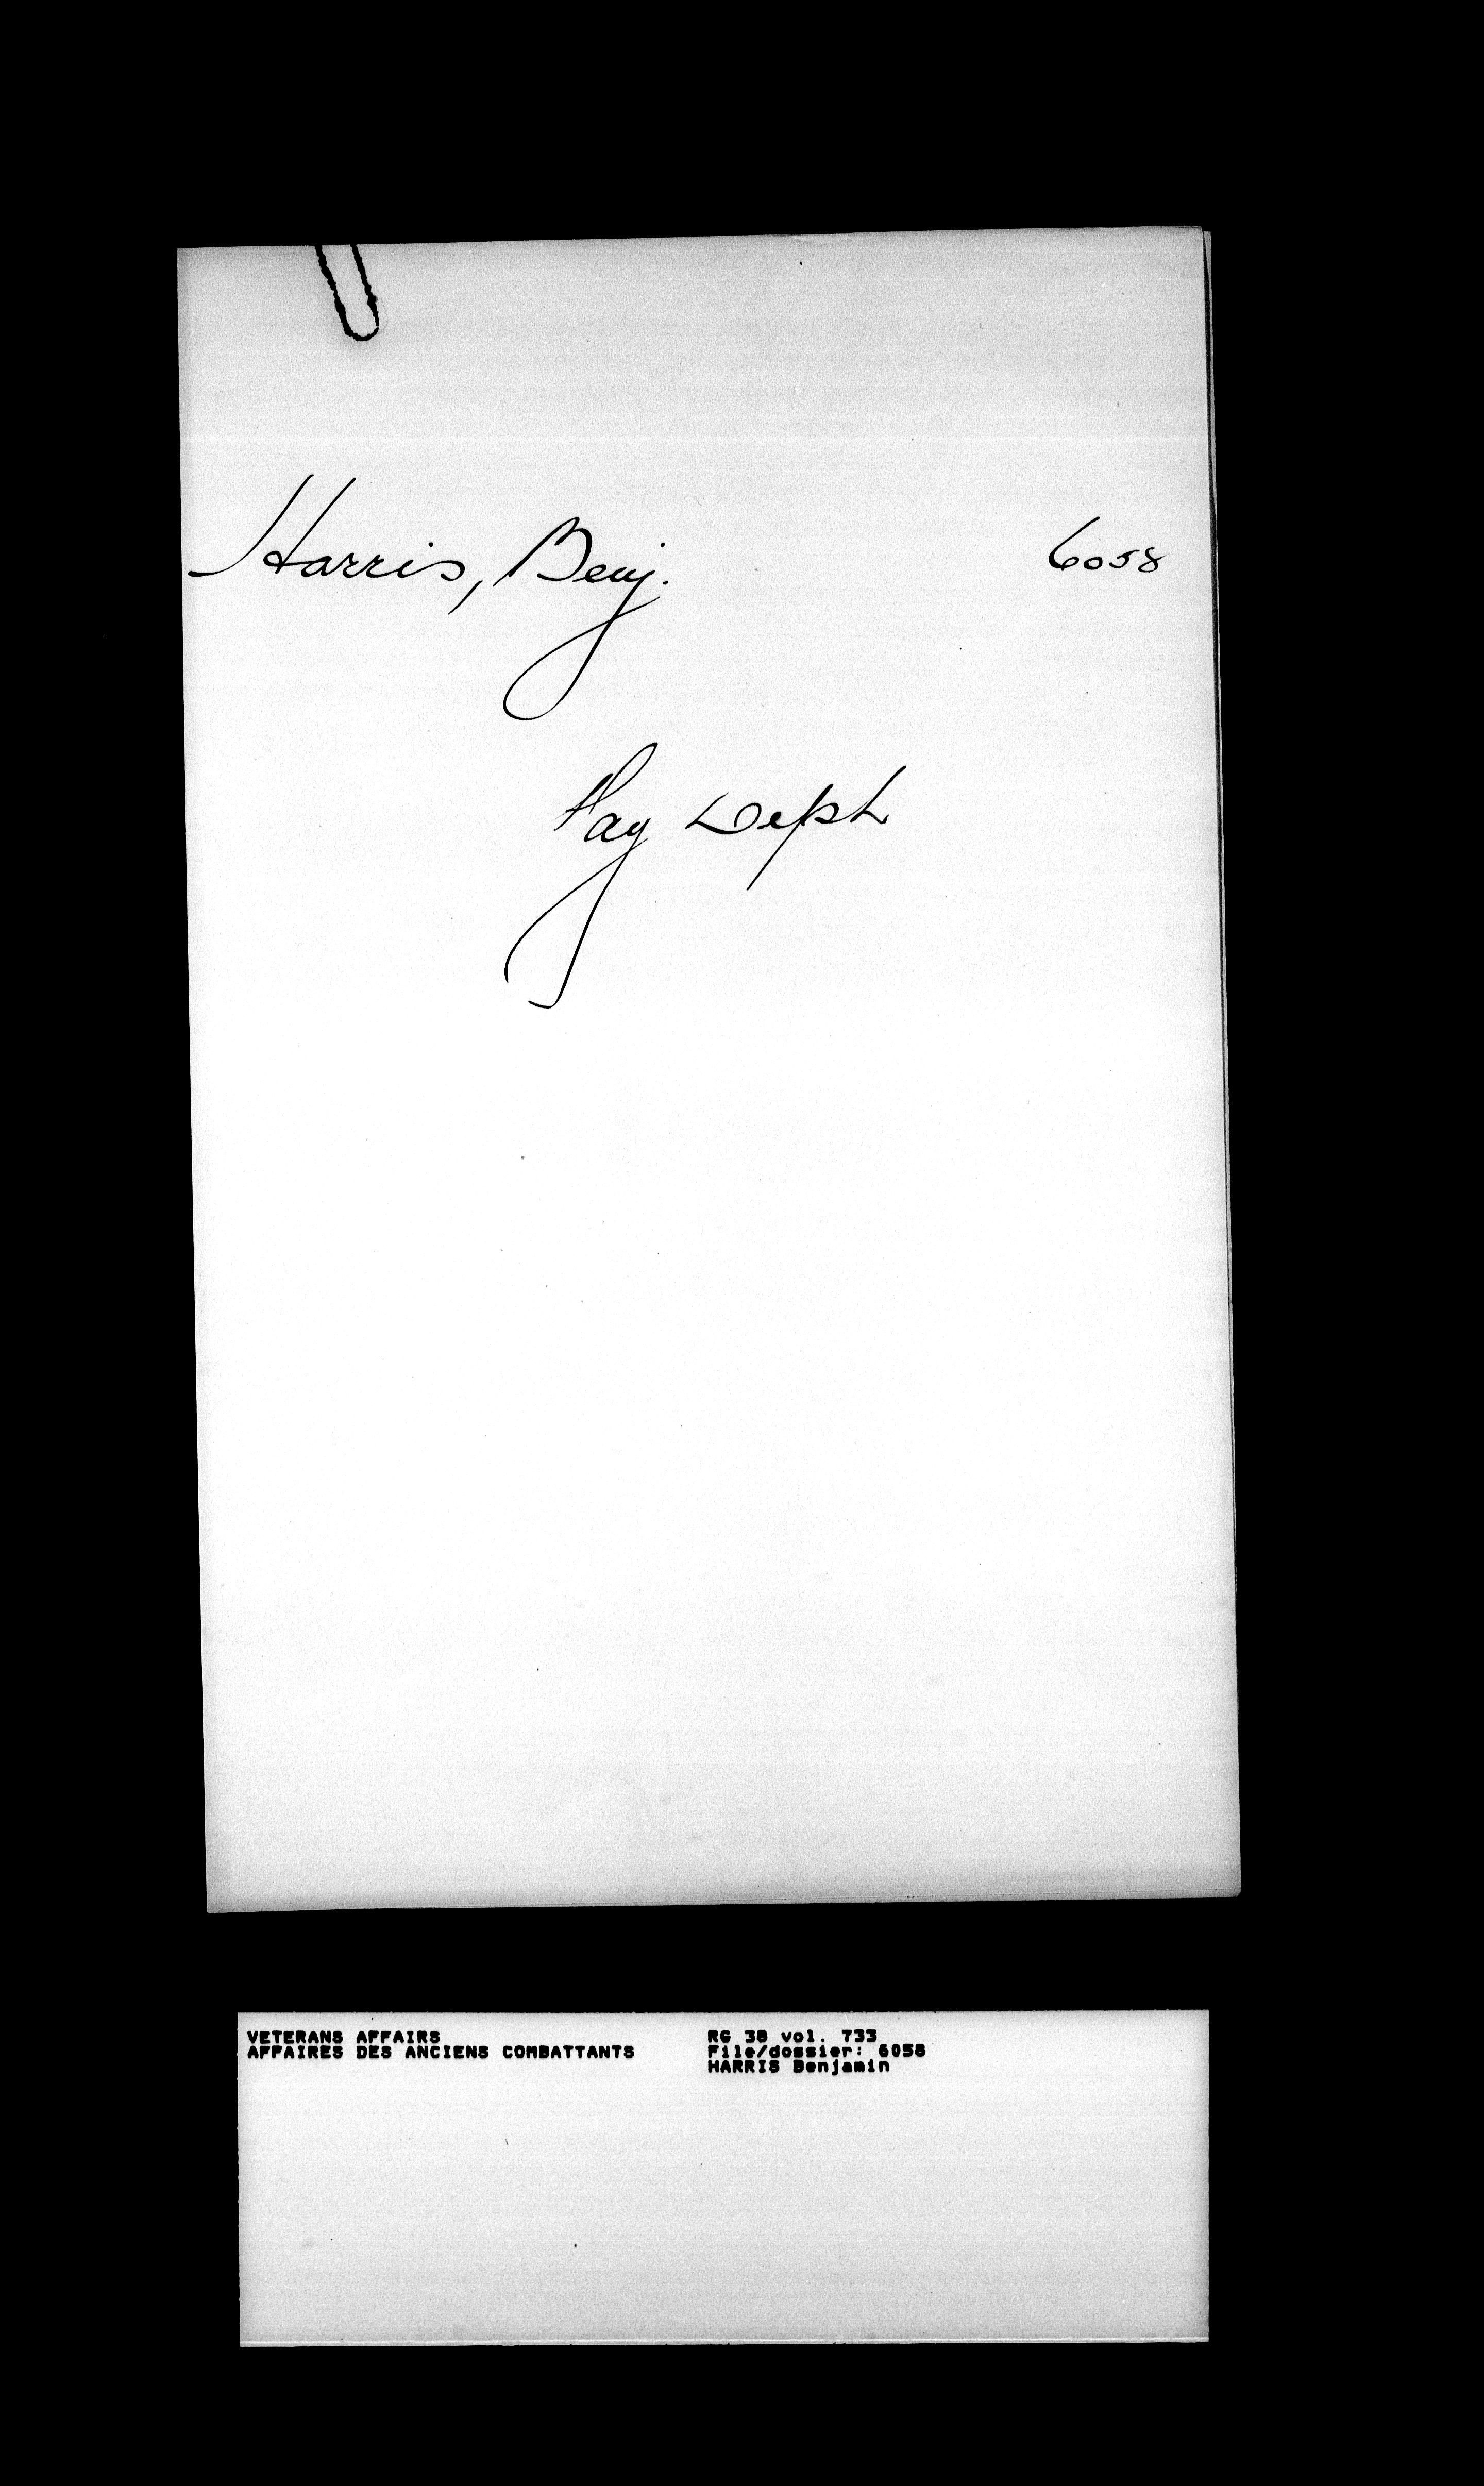 Harris, Benj. 6058
Pay Dept
VETERANS AFFAIRS
AFFAIRES DES ANCIENS COMBATTANTS
RG 38 vol. 733
File/dossier: 6058
HARRIS Benjamin